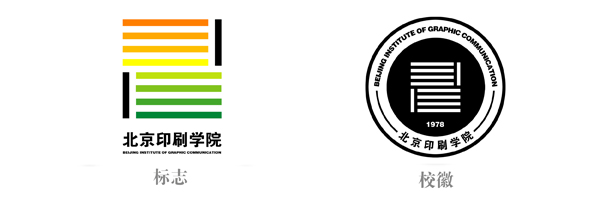 北京印刷学院
BEIJING INSTITUTE OF GRAPHIC COMMUNICATION
标志
BEIJING INSTITUTE OF GRAPHIC COMMUNICATION
1978
北京印刷学院
校徽